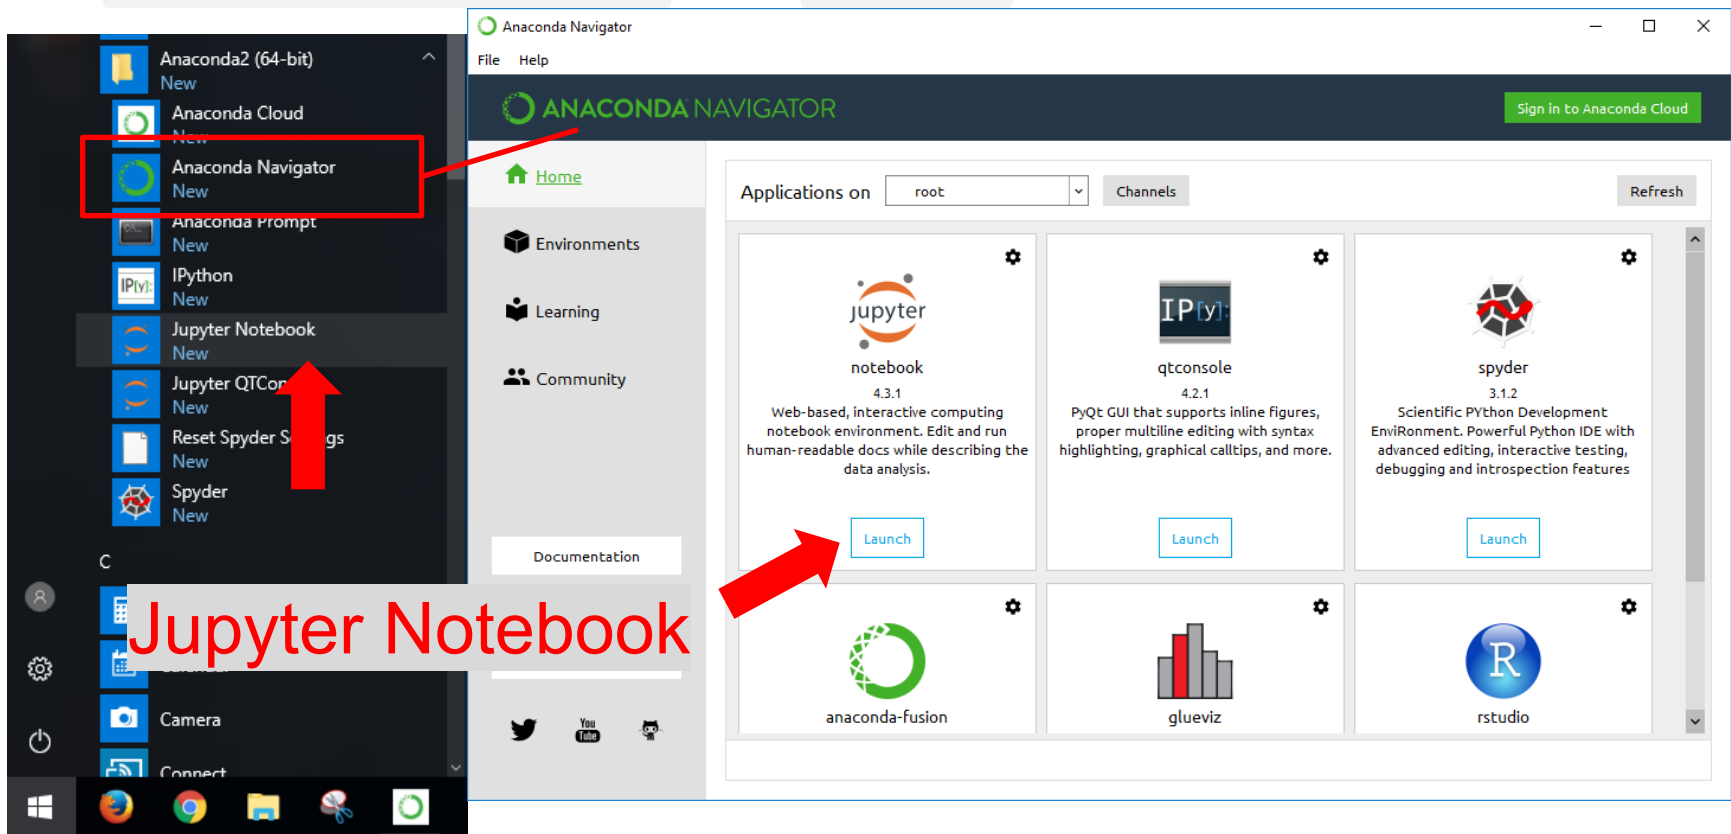 Anaconda2 (64-bit)
New
Anaconda Cloud
New
Anaconda Navigator
New
Anaconda Prompt
New
IP[y]:
IPython
New
Jupyter Notebook
New
Jupyter QTCon
New
Reset Spyder S gs
New
Spyder
New
C
Jupyter Notebook
Calendar
Camera
Connect
Anaconda Navigator
File Help
ANACONDA NAVIGATOR
Sign in to Anaconda Cloud
Home
Environments
Learning
Community
Documentation
You
Tube
Applications on root Channels Refresh
jupyter
notebook
4.3.1
Web-based, interactive computing
notebook environment. Edit and run
human-readable docs while describing the
data analysis.
Launch
IP[y]:
qtconsole
4.2.1
PyQt GUI that supports inline figures,
proper multiline editing with syntax
highlighting, graphical calltips, and more.
Launch
spyder
3.1.2
Scientific PYthon Development
EnviRonment. Powerful Python IDE with
advanced editing, interactive testing,
debugging and introspection features
Launch
anaconda-fusion
glueviz
R
rstudio